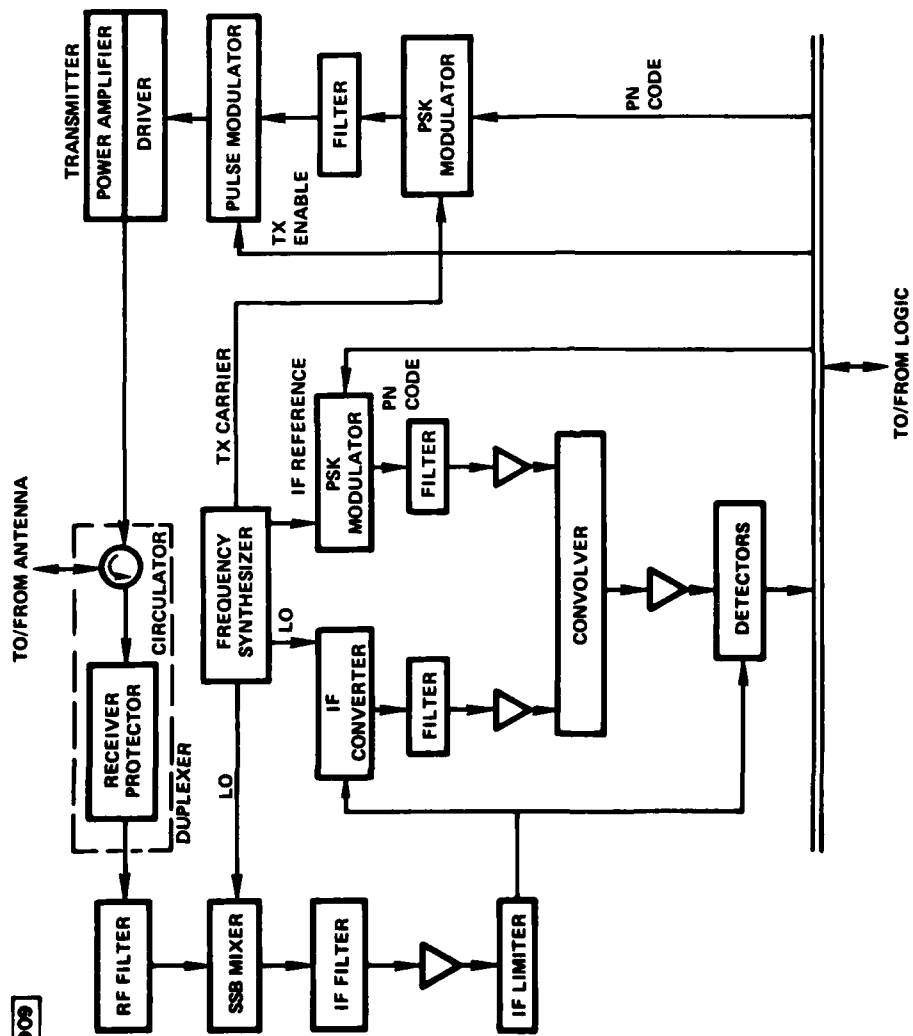 TO/FROM ANTENNA
TRANSMITTER
POWER AMPLIFIER
DRIVER
RECEIVER
PROTECTOR
CIRCULATOR
DUPLEXER
RF FILTER
PULSE MODULATOR
TX
ENABLE
FILTER
PSK
MODULATOR
PN
CODE
TX CARRIER
FREQUENCY
SYNTHESIZER
LO
LO
IF REFERENCE
SSB MIXER
IF FILTER
IF LIMITER
IF
CONVERTER
PSK
MODULATOR
PN
CODE
FILTER
FILTER
CONVOLVER
DETECTORS
TO/FROM LOGIC